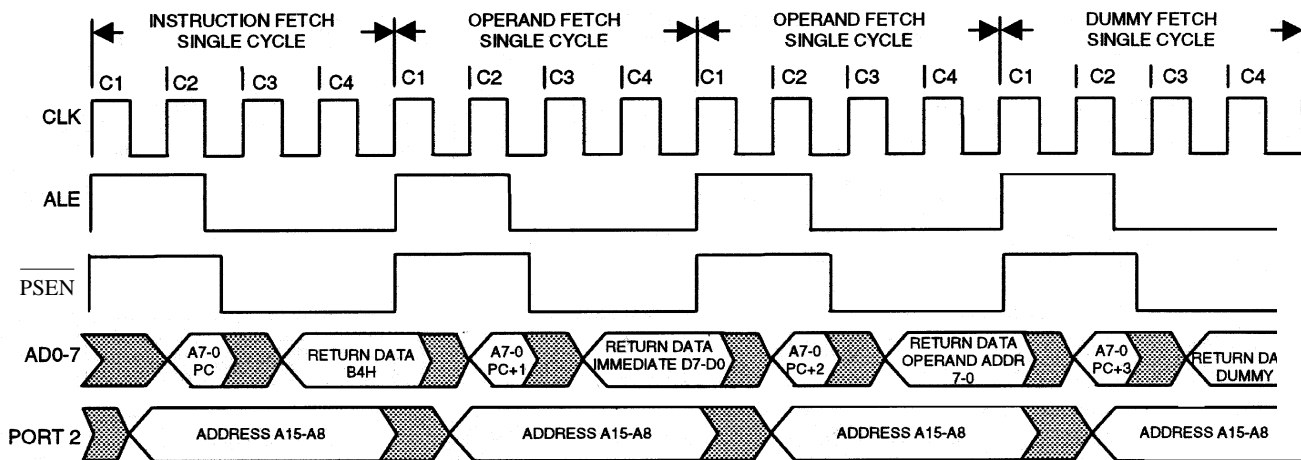 INSTRUCTION FETCH
SINGLE CYCLE
OPERAND FETCH
SINGLE CYCLE
OPERAND FETCH
SINGLE CYCLE
DUMMY FETCH
SINGLE CYCLE
C1 C2 C3 C4 C1 C2 C3 C4 C1 C2 C3 C4 C1 C2 C3 C4
CLK
ALE
PSEN
AD0-7
A7-0
PC
RETURN DATA
B4H
A7-0
PC+1
RETURN DATA
IMMEDIATE D7-D0
A7-0
PC+2
RETURN DATA
OPERAND ADDR
7-0
A7-0
PC+3
RETURN DA
DUMMY
PORT 2
ADDRESS A15-A8
ADDRESS A15-A8
ADDRESS A15-A8
ADDRESS A15-A8